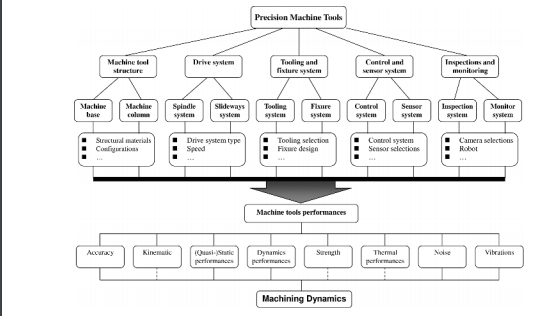 Precision Machine Tools
Machine tool
structure
Drive system
Tooling and
fixture system
Control and
sensor system
Inspections and
monitoring
Machine
base
Machine
column
Spindle
system
Slideways
system
Tooling
system
Fixture
system
Control
system
Sensor
system
Inspection
system
Monitor
system
Structural materials
Configurations
…
Drive system type
Speed
…
Tooling selection
Fixture design
…
Control system
Sensor selections
…
Camera selections
Robot
…
Machine tools performances
Accuracy
Kinematic
(Quasi-)Static
performances
Dynamics
performances
Strength
Thermal
performances
Noise
Vibrations
Machining Dynamics